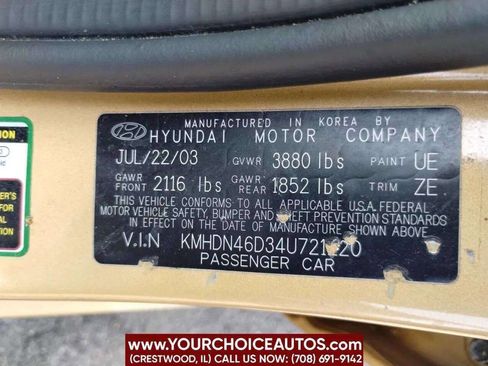 MANUFACTURED IN KOREA BY
HYUNDAI MOTOR COMPANY
JUL/22/03 GVWR 3880 lbs PAINT UE
GAWR FRONT 2116 lbs GAWR REAR 1852 lbs TRIM ZE
THIS VEHICLE CONFORMS TO ALL APPLICABLE U.S.A. FEDERAL
MOTOR VEHICLE SAFETY, BUMPER AND THEFT PREVENTION STANDARDS
IN EFFECT ON THE DATE OF MANUFACTURE SHOWN ABOVE.
V.I.N
PASSENGER CAR
WWW.YOURCHOICEAUTOS.COM
(CRESTWOOD, IL) CALL US NOW: (708) 691-9142